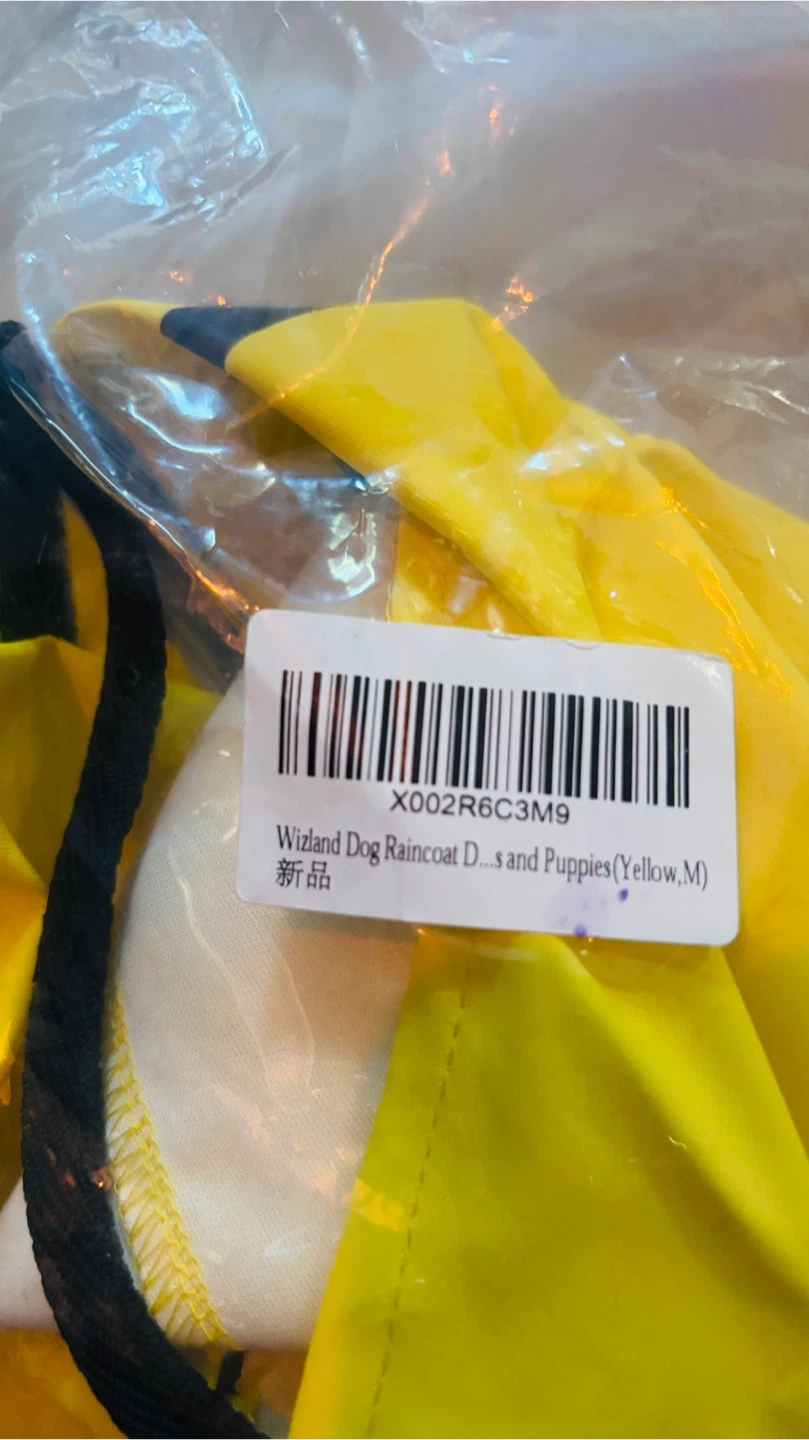 X002R6C3M9
Wizland Dog Raincoat D...s and Puppies(Yellow,M)
新品